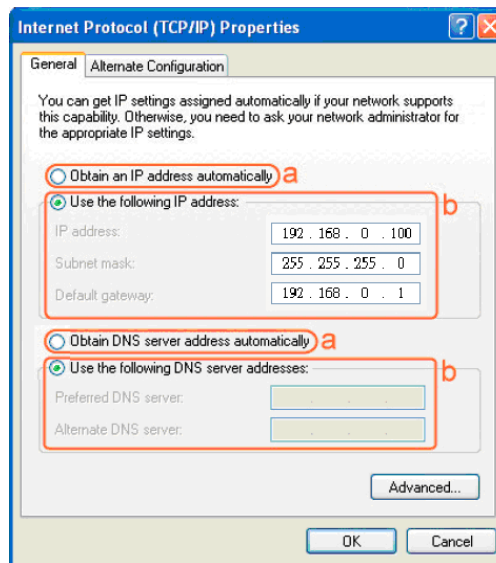 Internet Protocol (TCP/IP) Properties
General
Alternate Configuration
You can get IP settings assigned automatically if your network supports
this capability. Otherwise, you need to ask your network administrator for
the appropriate IP settings.
Obtain an IP address automatically a
Use the following IP address: b
IP address: 192 . 168 . 0 . 100
Subnet mask: 255 . 255 . 255 . 0
Default gateway: 192 . 168 . 0 . 1
Obtain DNS server address automatically a
Use the following DNS server addresses: b
Preferred DNS server: . . .
Alternate DNS server: . . .
Advanced...
OK
Cancel